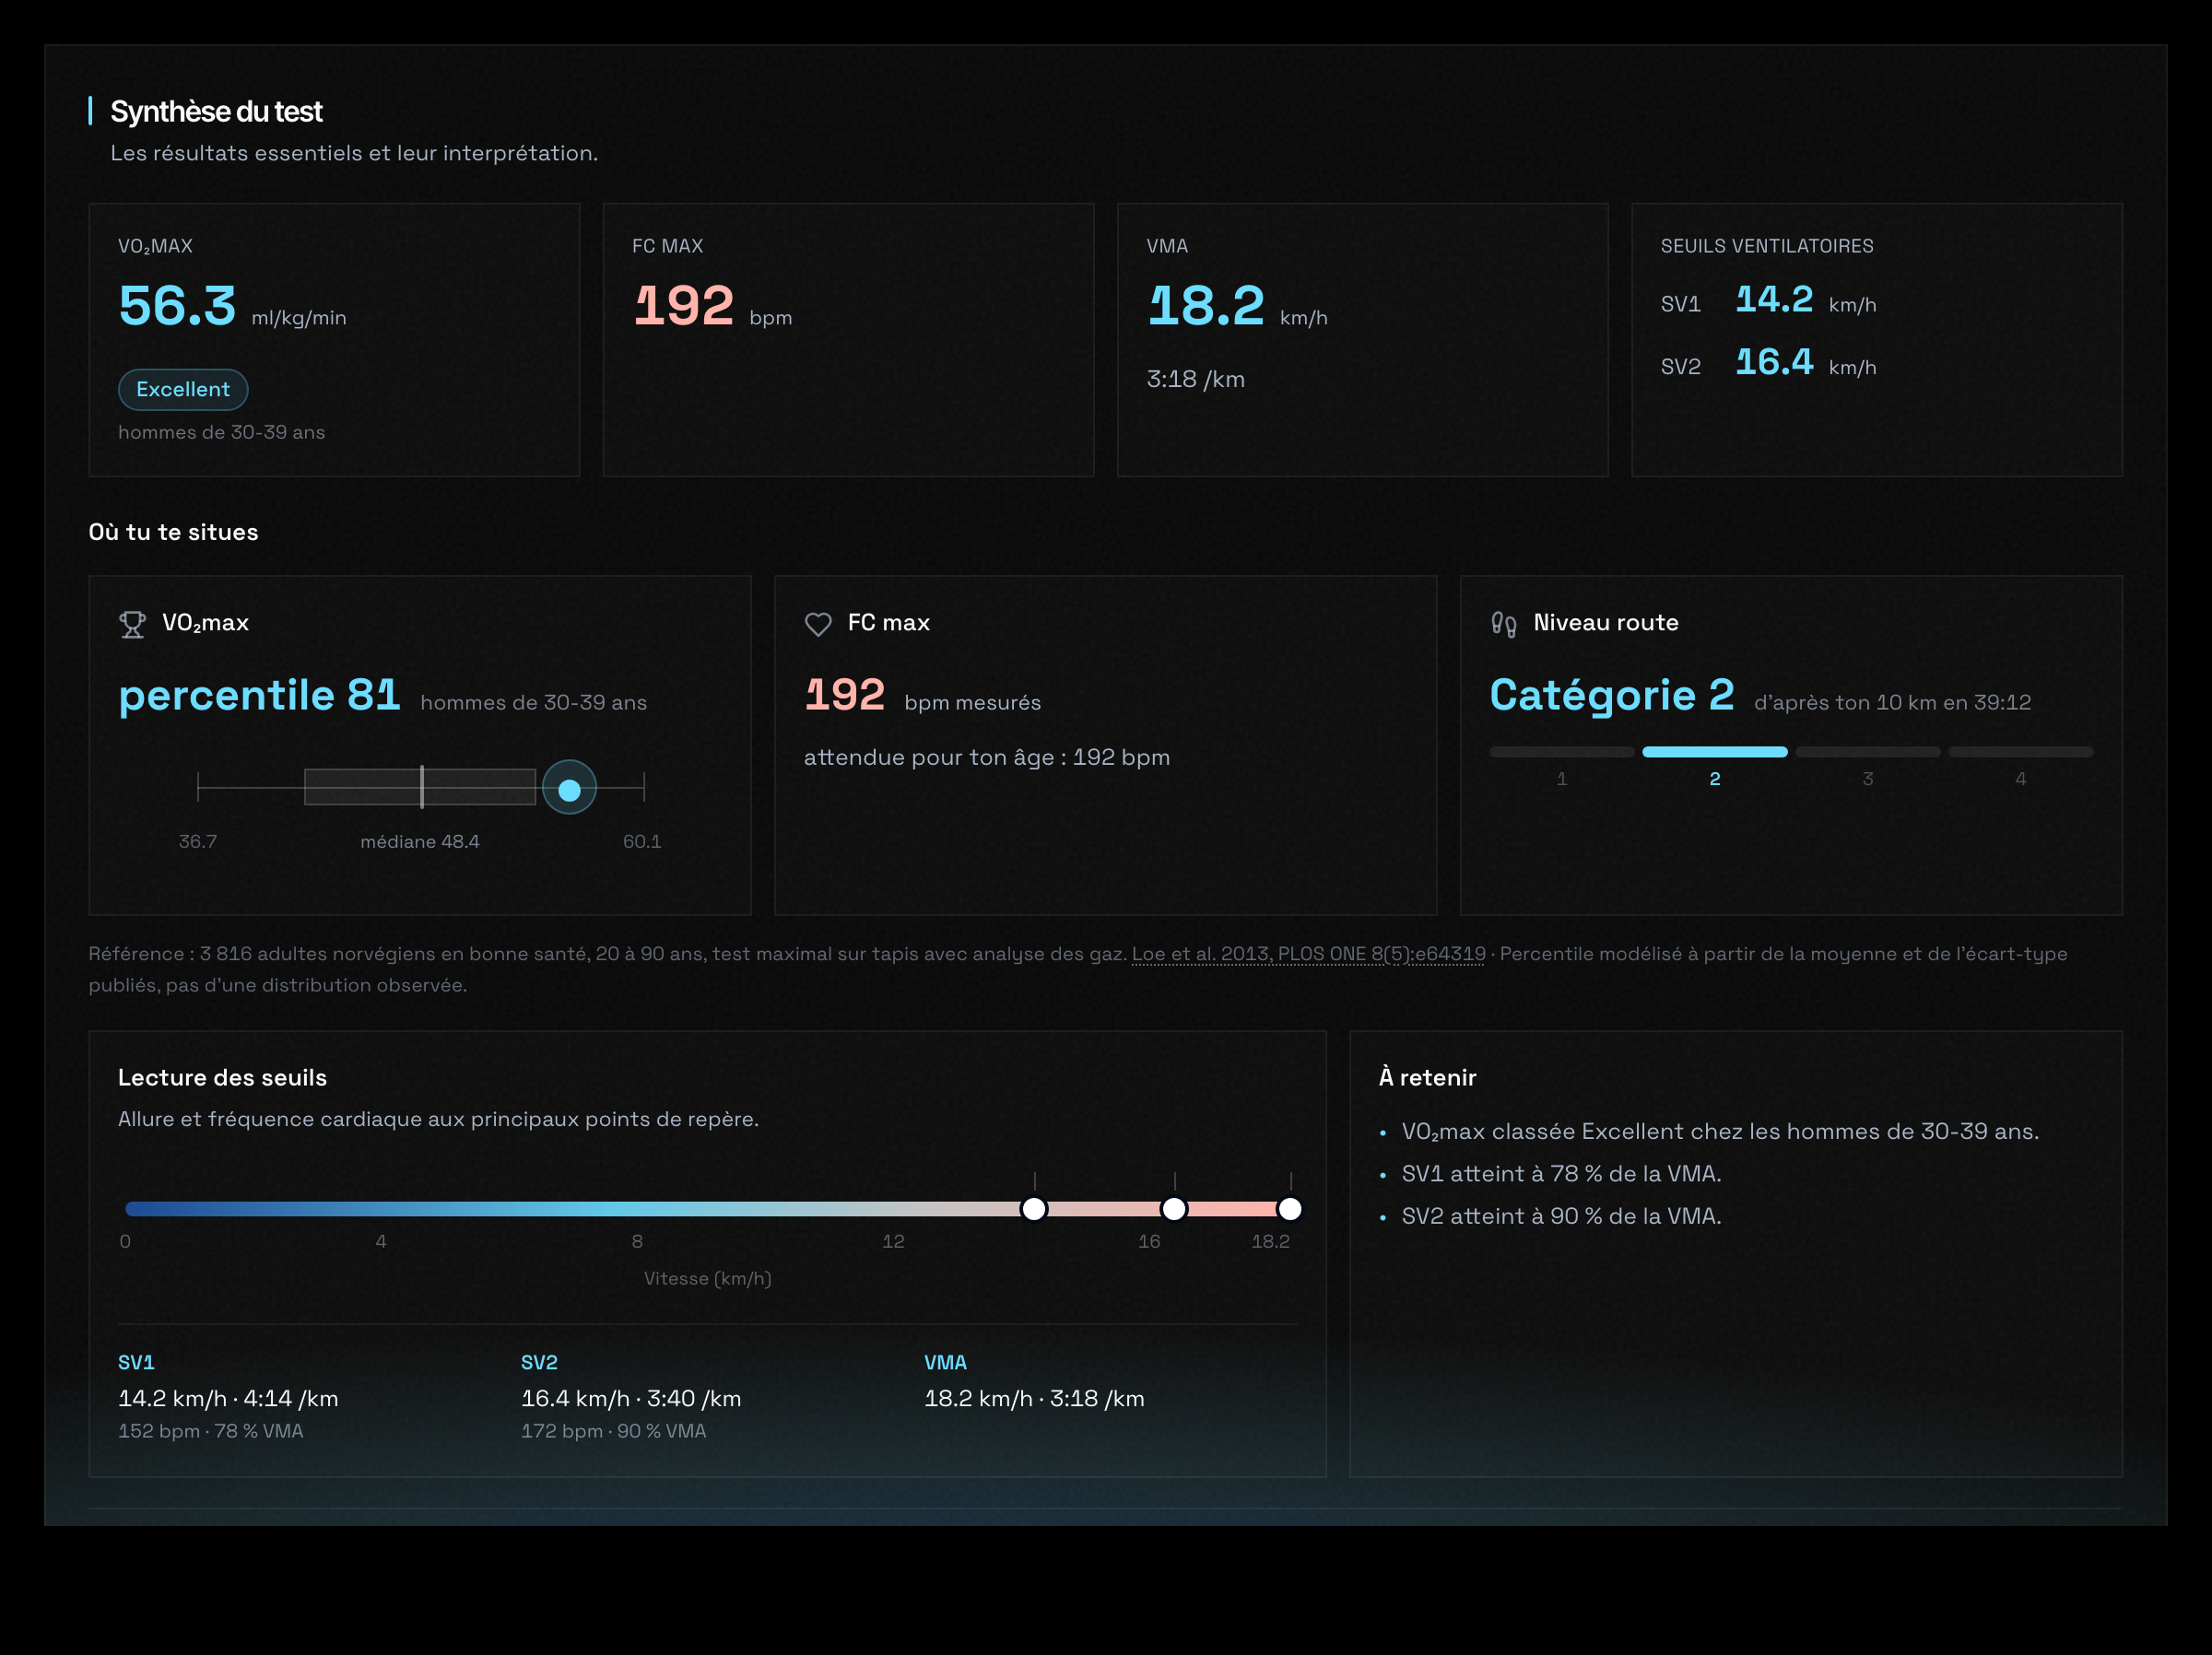 Synthèse du test
Les résultats essentiels et leur interprétation.
VO₂MAX
56.3 ml/kg/min
Excellent
hommes de 30-39 ans
FC MAX
192 bpm
VMA
18.2 km/h
3:18 /km
SEUILS VENTILATOIRES
SV1 14.2 km/h
SV2 16.4 km/h
Où tu te situes
VO₂max
percentile 81 hommes de 30-39 ans
36.7 médiane 48.4 60.1
FC max
192 bpm mesurés
attendue pour ton âge : 192 bpm
Niveau route
Catégorie 2 d’après ton 10 km en 39:12
1 2 3 4
Référence : 3 816 adultes norvégiens en bonne santé, 20 à 90 ans, test maximal sur tapis avec analyse des gaz. Loe et al. 2013, PLOS ONE 8(5):e64319 · Percentile modélisé à partir de la moyenne et de l’écart-type
publiés, pas d’une distribution observée.
Lecture des seuils
Allure et fréquence cardiaque aux principaux points de repère.
0 4 8 12 16 18.2
Vitesse (km/h)
SV1
14.2 km/h · 4:14 /km
152 bpm · 78 % VMA
SV2
16.4 km/h · 3:40 /km
172 bpm · 90 % VMA
VMA
18.2 km/h · 3:18 /km
À retenir
• VO₂max classée Excellent chez les hommes de 30-39 ans.
• SV1 atteint à 78 % de la VMA.
• SV2 atteint à 90 % de la VMA.